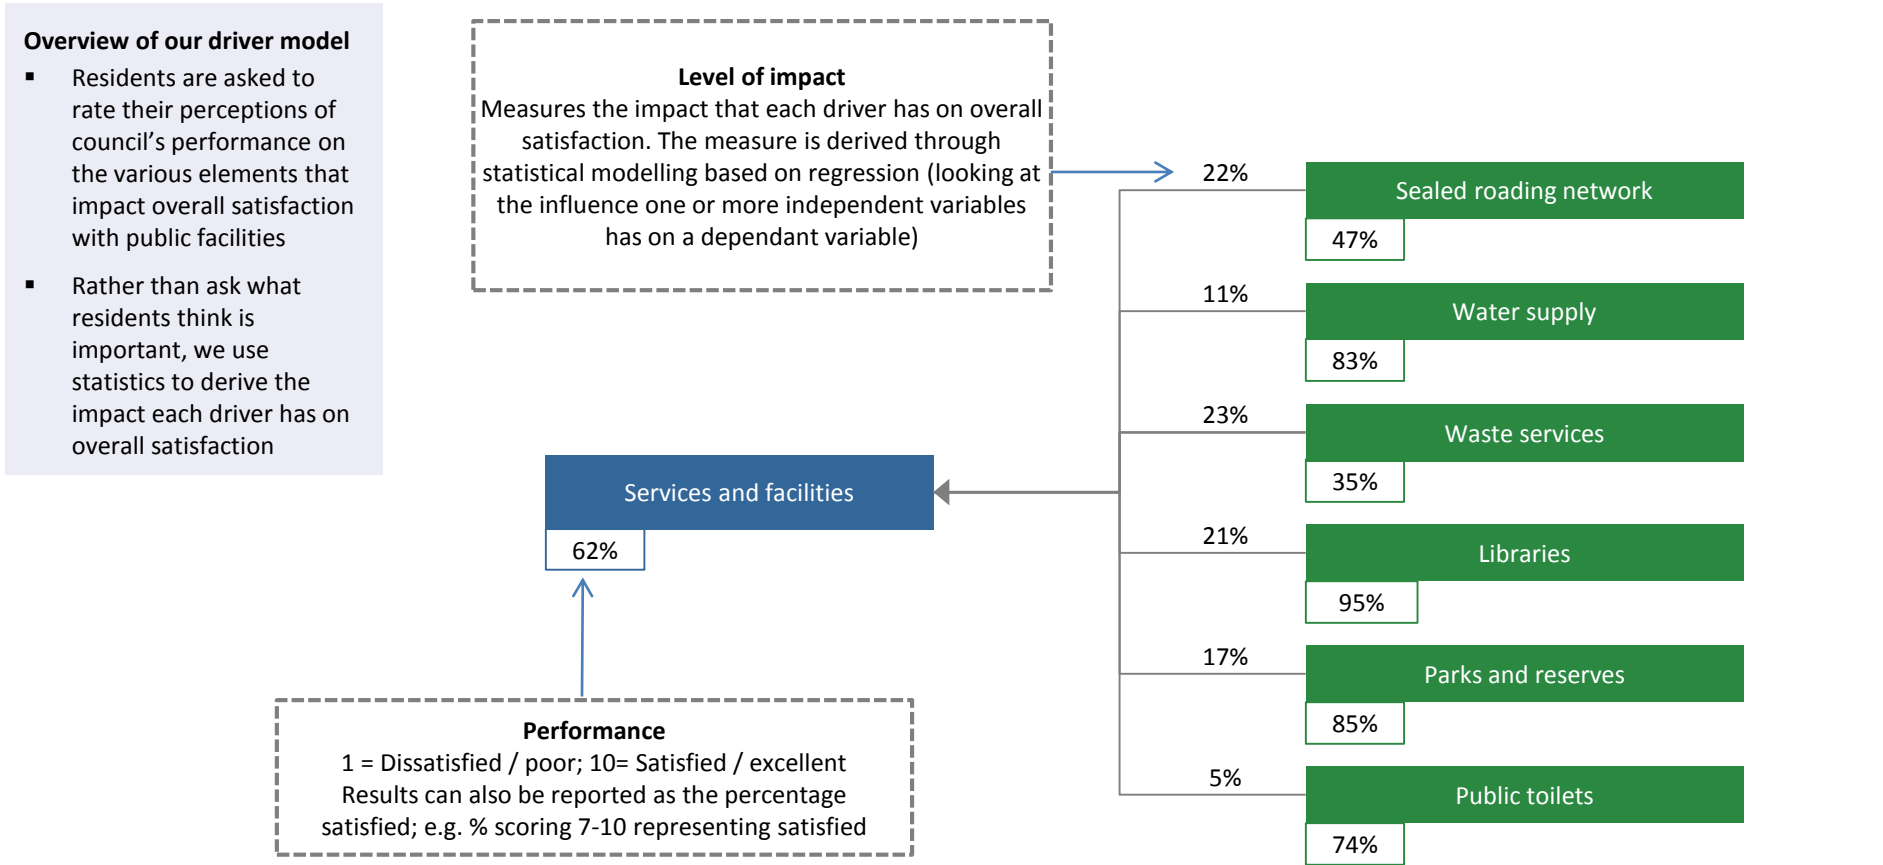 Overview of our driver model
▪ Residents are asked to
rate their perceptions of
council’s performance on
the various elements that
impact overall satisfaction
with public facilities
▪ Rather than ask what
residents think is
important, we use
statistics to derive the
impact each driver has on
overall satisfaction
Level of impact
Measures the impact that each driver has on overall
satisfaction. The measure is derived through
statistical modelling based on regression (looking at
the influence one or more independent variables
has on a dependant variable)
Services and facilities
62%
Performance
1 = Dissatisfied / poor; 10= Satisfied / excellent
Results can also be reported as the percentage
satisfied; e.g. % scoring 7-10 representing satisfied
22%
Sealed roading network
47%
11%
Water supply
83%
23%
Waste services
35%
21%
Libraries
95%
17%
Parks and reserves
85%
5%
Public toilets
74%